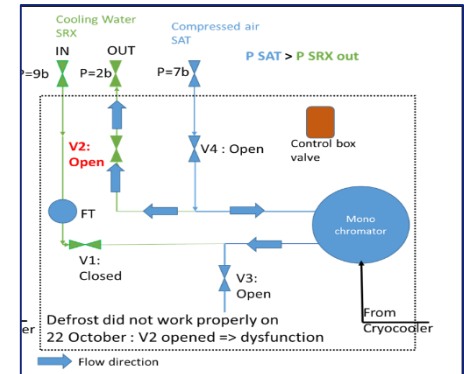 Cooling Water
SRX
IN OUT
Compressed air
SAT
P SAT > P SRX out
P=9b P=2b P=7b
V2:
Open
V4 : Open
Control box
valve
FT
Mono
chromator
V1:
Closed
V3:
Open
From
Cryocooler
er
Defrost did not work properly on
22 October : V2 opened => dysfunction
Flow direction